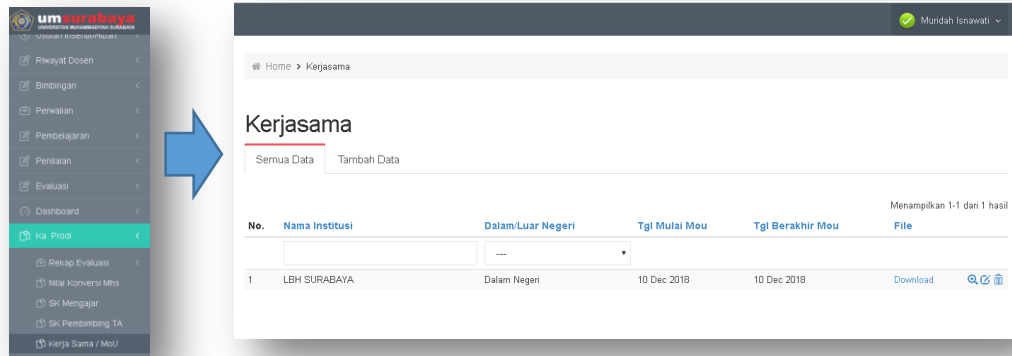 umsurabaya
UNIVERSITAS MUHAMMADIYAH SURABAYA
Usulan Insentif/Hibah
Riwayat Dosen
Bimbingan
Perwalian
Pembelajaran
Penilaian
Evaluasi
Dashboard
Ka. Prodi
Rekap Evaluasi
Nilai Konversi Mhs
SK Mengajar
SK Pembimbing TA
Kerja Sama / MoU
Muridah Isnawati
Home > Kerjasama
Kerjasama
Semua Data Tambah Data
Menampilkan 1-1 dari 1 hasil
No. Nama Institusi Dalam/Luar Negeri Tgl Mulai Mou Tgl Berakhir Mou File
---
1 LBH SURABAYA Dalam Negeri 10 Dec 2018 10 Dec 2018 Download